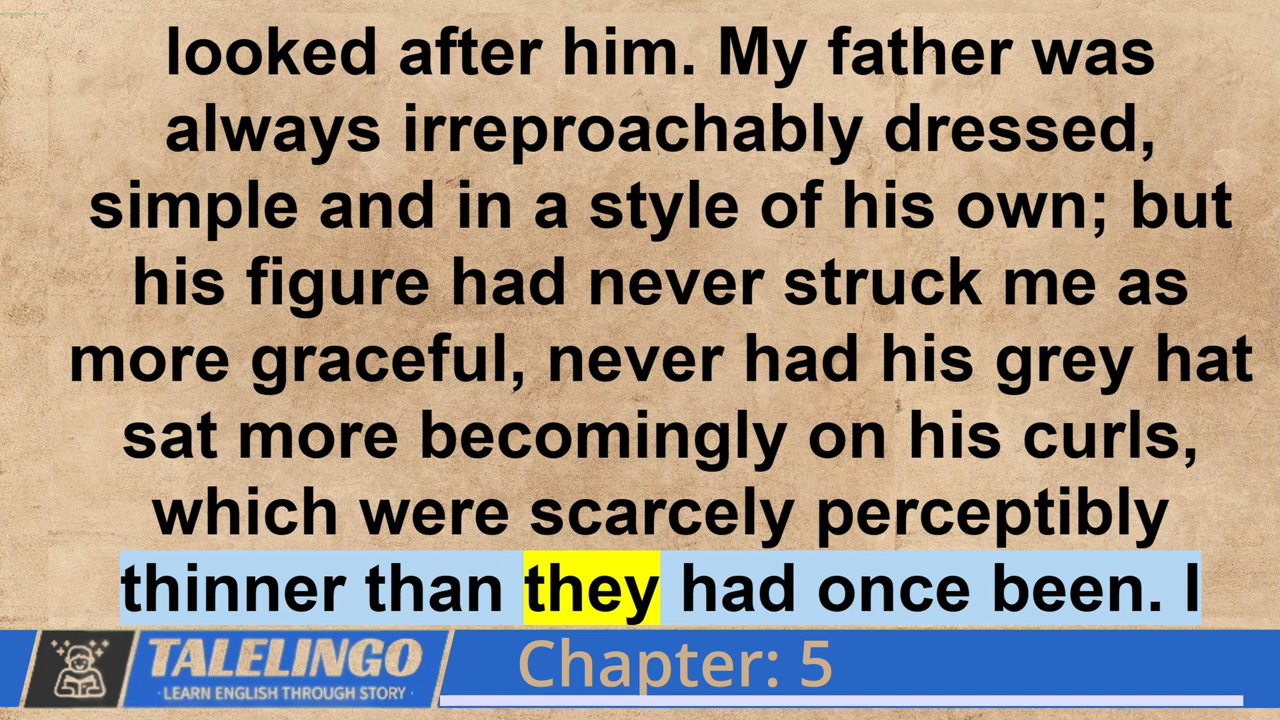 looked after him. My father was
always irreproachably dressed,
simple and in a style of his own; but
his figure had never struck me as
more graceful, never had his grey hat
sat more becomingly on his curls,
which were scarcely perceptibly
thinner than they had once been. I
TALELINGO
· LEARN ENGLISH THROUGH STORY ·
Chapter: 5